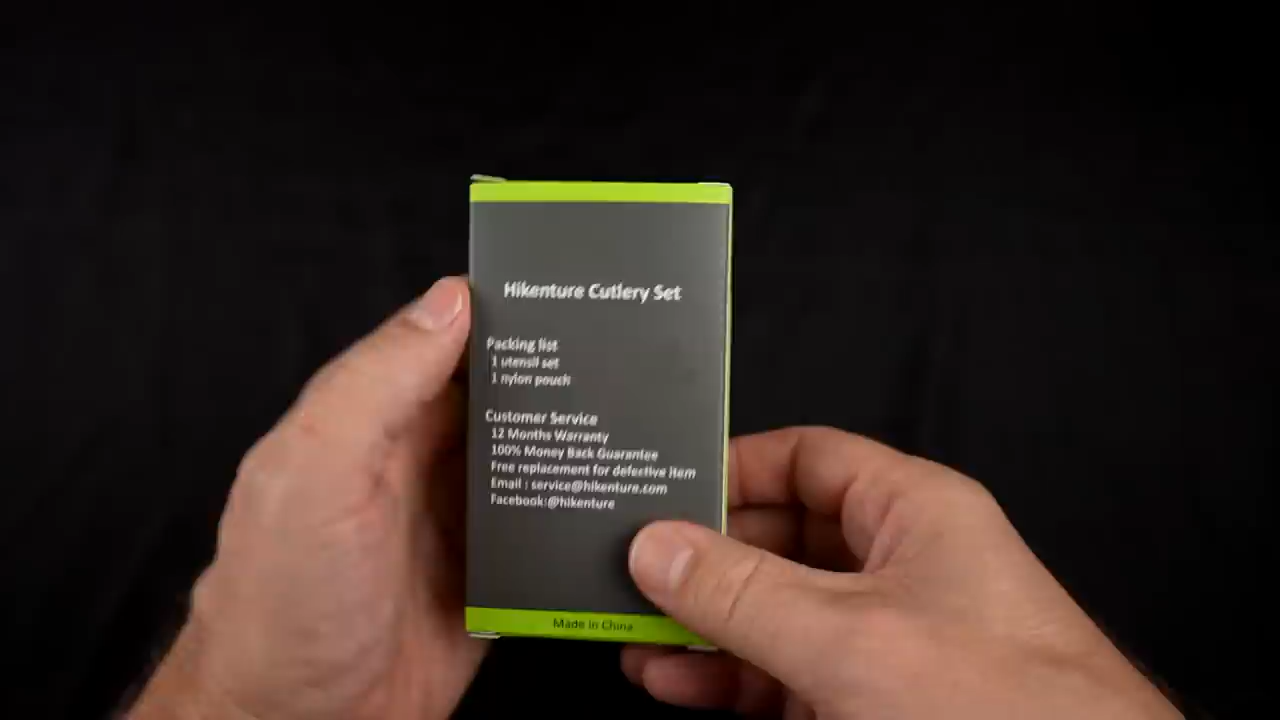 Hikenture Cutlery Set
Packing list
1 utensil set
1 nylon pouch
Customer Service
12 Months Warranty
100% Money Back Guarantee
Free replacement for defective item
Email : service@hikenture.com
Facebook:@hikenture
Made in China